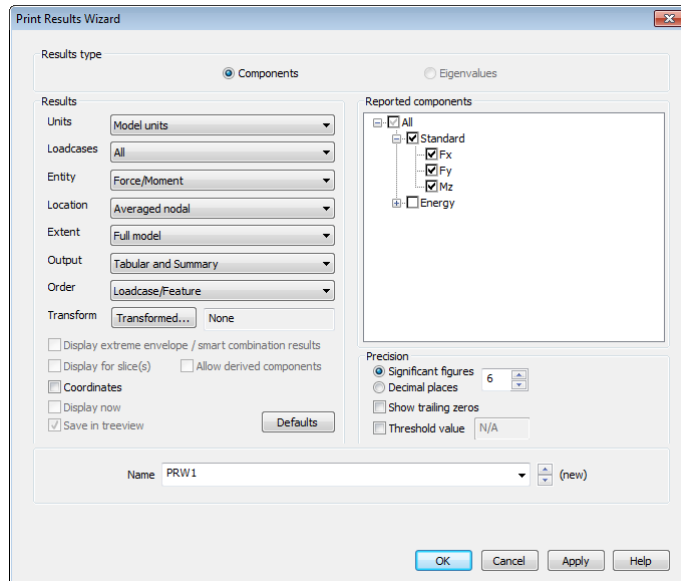 Print Results Wizard
Results type
Components
Eigenvalues
Results
Units
Model units
Loadcases
All
Entity
Force/Moment
Location
Averaged nodal
Extent
Full model
Output
Tabular and Summary
Order
Loadcase/Feature
Transform
Transformed...
None
Display extreme envelope / smart combination results
Display for slice(s)
Allow derived components
Coordinates
Display now
Save in treeview
Defaults
Reported components
All
Standard
Fx
Fy
Mz
Energy
Precision
Significant figures
6
Decimal places
Show trailing zeros
Threshold value
N/A
Name
PRW1
(new)
OK
Cancel
Apply
Help